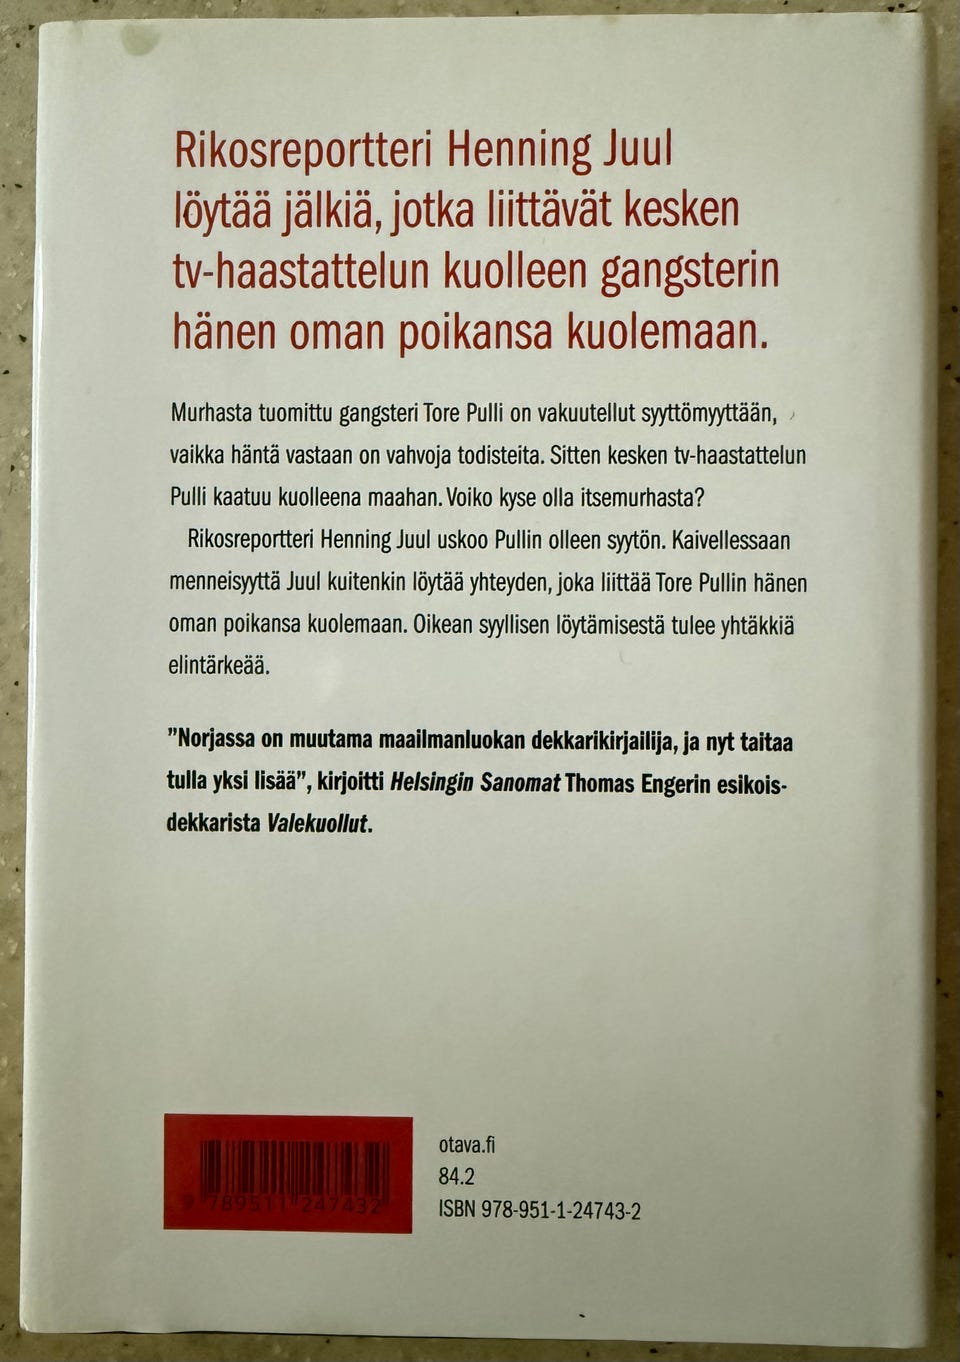 Rikosreportteri Henning Juul
löytää jälkiä, jotka liittävät kesken
tv-haastattelun kuolleen gangsterin
hänen oman poikansa kuolemaan.
Murhasta tuomittu gangsteri Tore Pulli on vakuutellut syyttömyyttään,
vaikka häntä vastaan on vahvoja todisteita. Sitten kesken tv-haastattelun
Pulli kaatuu kuolleena maahan. Voiko kyse olla itsemurhasta?
Rikosreportteri Henning Juul uskoo Pullin olleen syytön. Kaivellessaan
menneisyyttä Juul kuitenkin löytää yhteyden, joka liittää Tore Pullin hänen
oman poikansa kuolemaan. Oikean syyllisen löytämisestä tulee yhtäkkiä
elintärkeää.
”Norjassa on muutama maailmanluokan dekkarikirjailija, ja nyt taitaa
tulla yksi lisää”, kirjoitti Helsingin Sanomat Thomas Engerin esikois-
dekkarista Valekuollut.
9 789511 247432
otava.fi
84.2
ISBN 978-951-1-24743-2